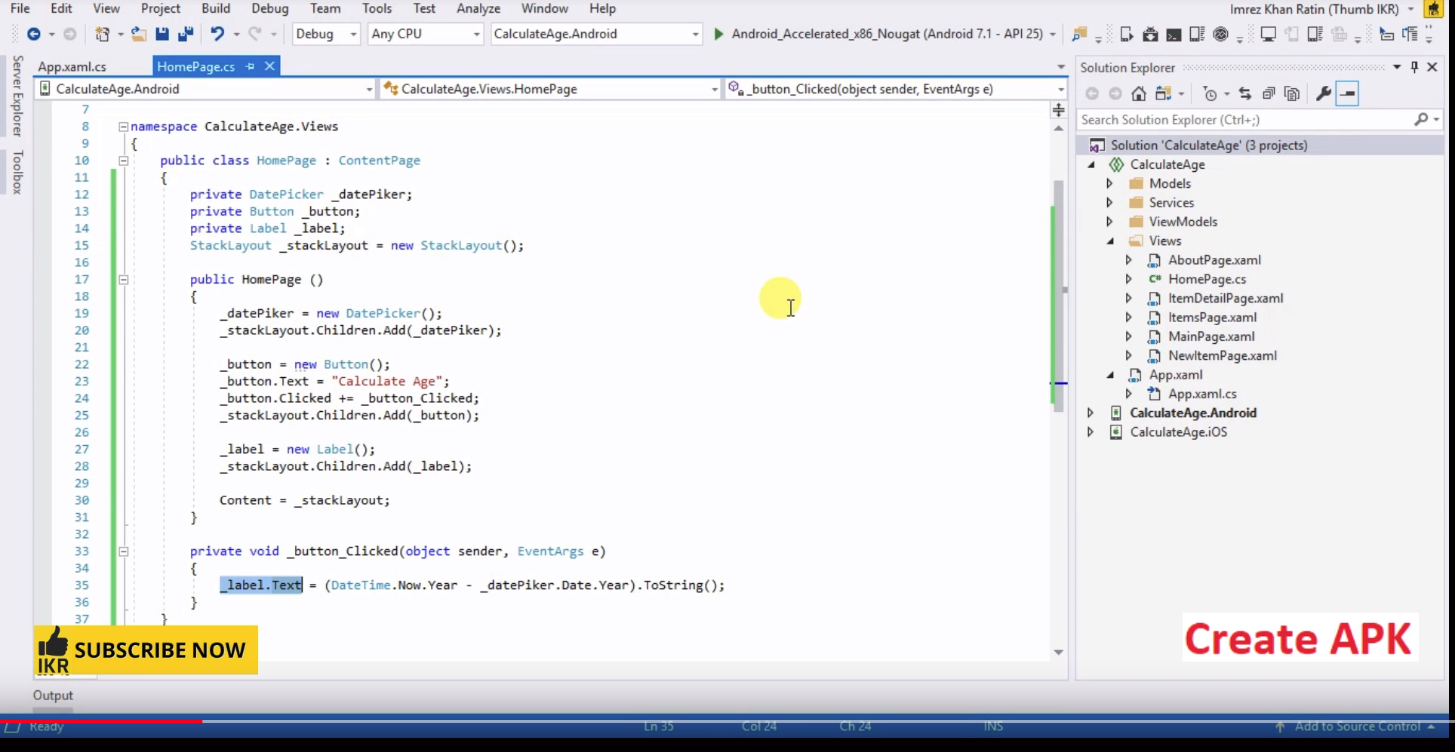 File Edit View Project Build Debug Team Tools Test Analyze Window Help Imrez Khan Ratin (Thumb IKR)
Debug Any CPU CalculateAge.Android Android_Accelerated_x86_Nougat (Android 7.1 - API 25)
Server Explorer
Toolbox
App.xaml.cs HomePage.cs
CalculateAge.Android CalculateAge.Views.HomePage _button_Clicked(object sender, EventArgs e)
7
8 namespace CalculateAge.Views
9 {
10 public class HomePage : ContentPage
11 {
12 private DatePicker _datePiker;
13 private Button _button;
14 private Label _label;
15 StackLayout _stackLayout = new StackLayout();
16
17 public HomePage ()
18 {
19 _datePiker = new DatePicker();
20 _stackLayout.Children.Add(_datePiker);
21
22 _button = new Button();
23 _button.Text = "Calculate Age";
24 _button.Clicked += _button_Clicked;
25 _stackLayout.Children.Add(_button);
26
27 _label = new Label();
28 _stackLayout.Children.Add(_label);
29
30 Content = _stackLayout;
31 }
32
33 private void _button_Clicked(object sender, EventArgs e)
34 {
35 _label.Text = (DateTime.Now.Year - _datePiker.Date.Year).ToString();
36 }
37 }
IKR SUBSCRIBE NOW
Solution Explorer
Search Solution Explorer (Ctrl+;)
Solution 'CalculateAge' (3 projects)
CalculateAge
Models
Services
ViewModels
Views
AboutPage.xaml
HomePage.cs
ItemDetailPage.xaml
ItemsPage.xaml
MainPage.xaml
NewItemPage.xaml
App.xaml
App.xaml.cs
CalculateAge.Android
CalculateAge.iOS
Create APK
Output
Ready Ln 35 Col 24 Ch 24 INS Add to Source Control